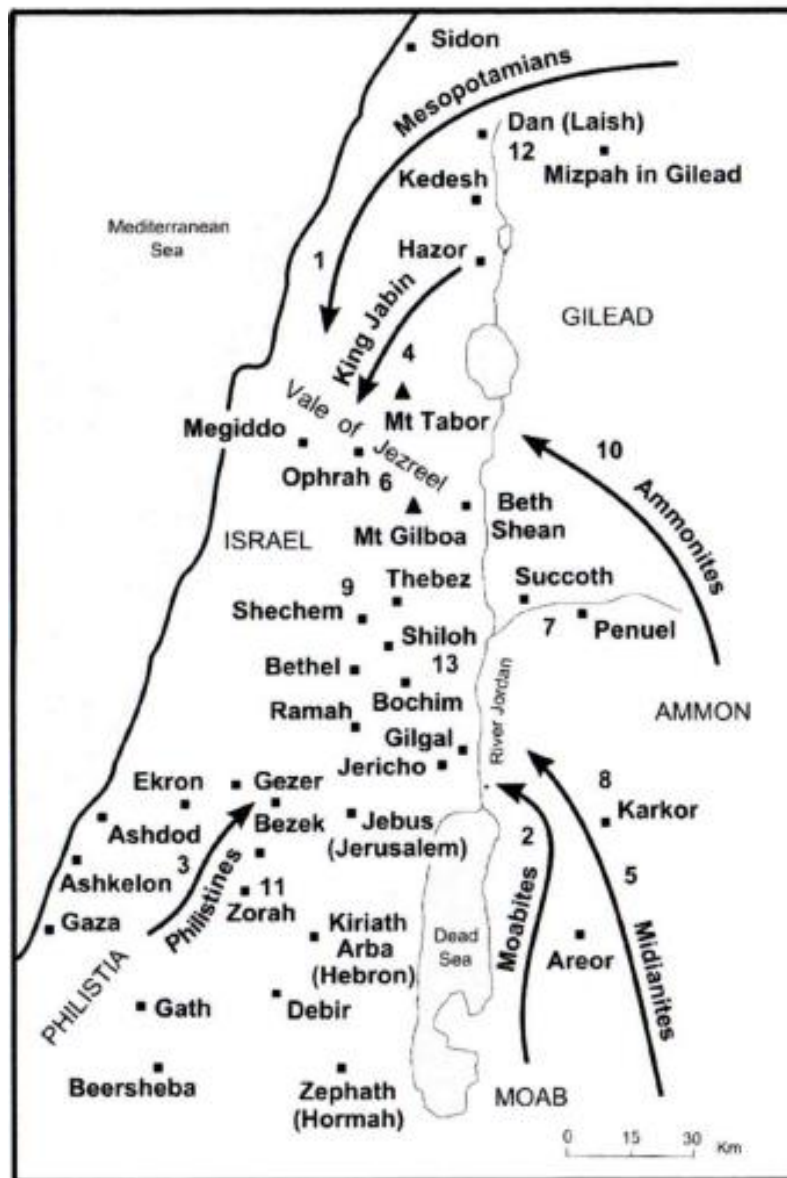 Sidon
Mesopotamians
Dan (Laish)
12
Mizpah in Gilead
Kedesh
Mediterranean
Sea
Hazor
1
King Jabin
GILEAD
4
Mt Tabor
Vale of Jezreel
Megiddo
Ophrah
6
10
Ammonites
Beth
Shean
ISRAEL
Mt Gilboa
Thebez
9
Succoth
Shechem
7
Penuel
Shiloh
Bethel
13
Bochim
River Jordan
AMMON
Ramah
Gilgal
Jericho
Ekron
Gezer
8
Karkor
Ashdod
Bezek
Jebus
(Jerusalem)
2
3
Ashkelon
Philistines
11
Zorah
5
Gaza
Kiriath
Arba
(Hebron)
Dead
Sea
Moabites
Areor
Midianites
PHILISTIA
Gath
Debir
Beersheba
Zephath
(Hormah)
MOAB
0 15 30
Km